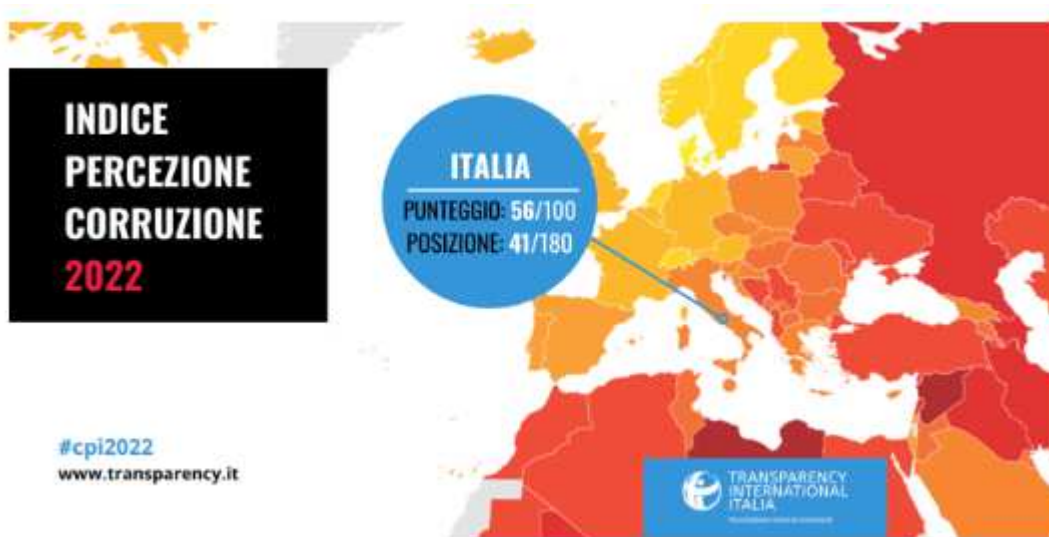 INDICE
PERCEZIONE
CORRUZIONE
2022
ITALIA
PUNTEGGIO: 56/100
POSIZIONE: 41/180
#cpi2022
www.transparency.it
TRANSPARENCY
INTERNATIONAL
ITALIA